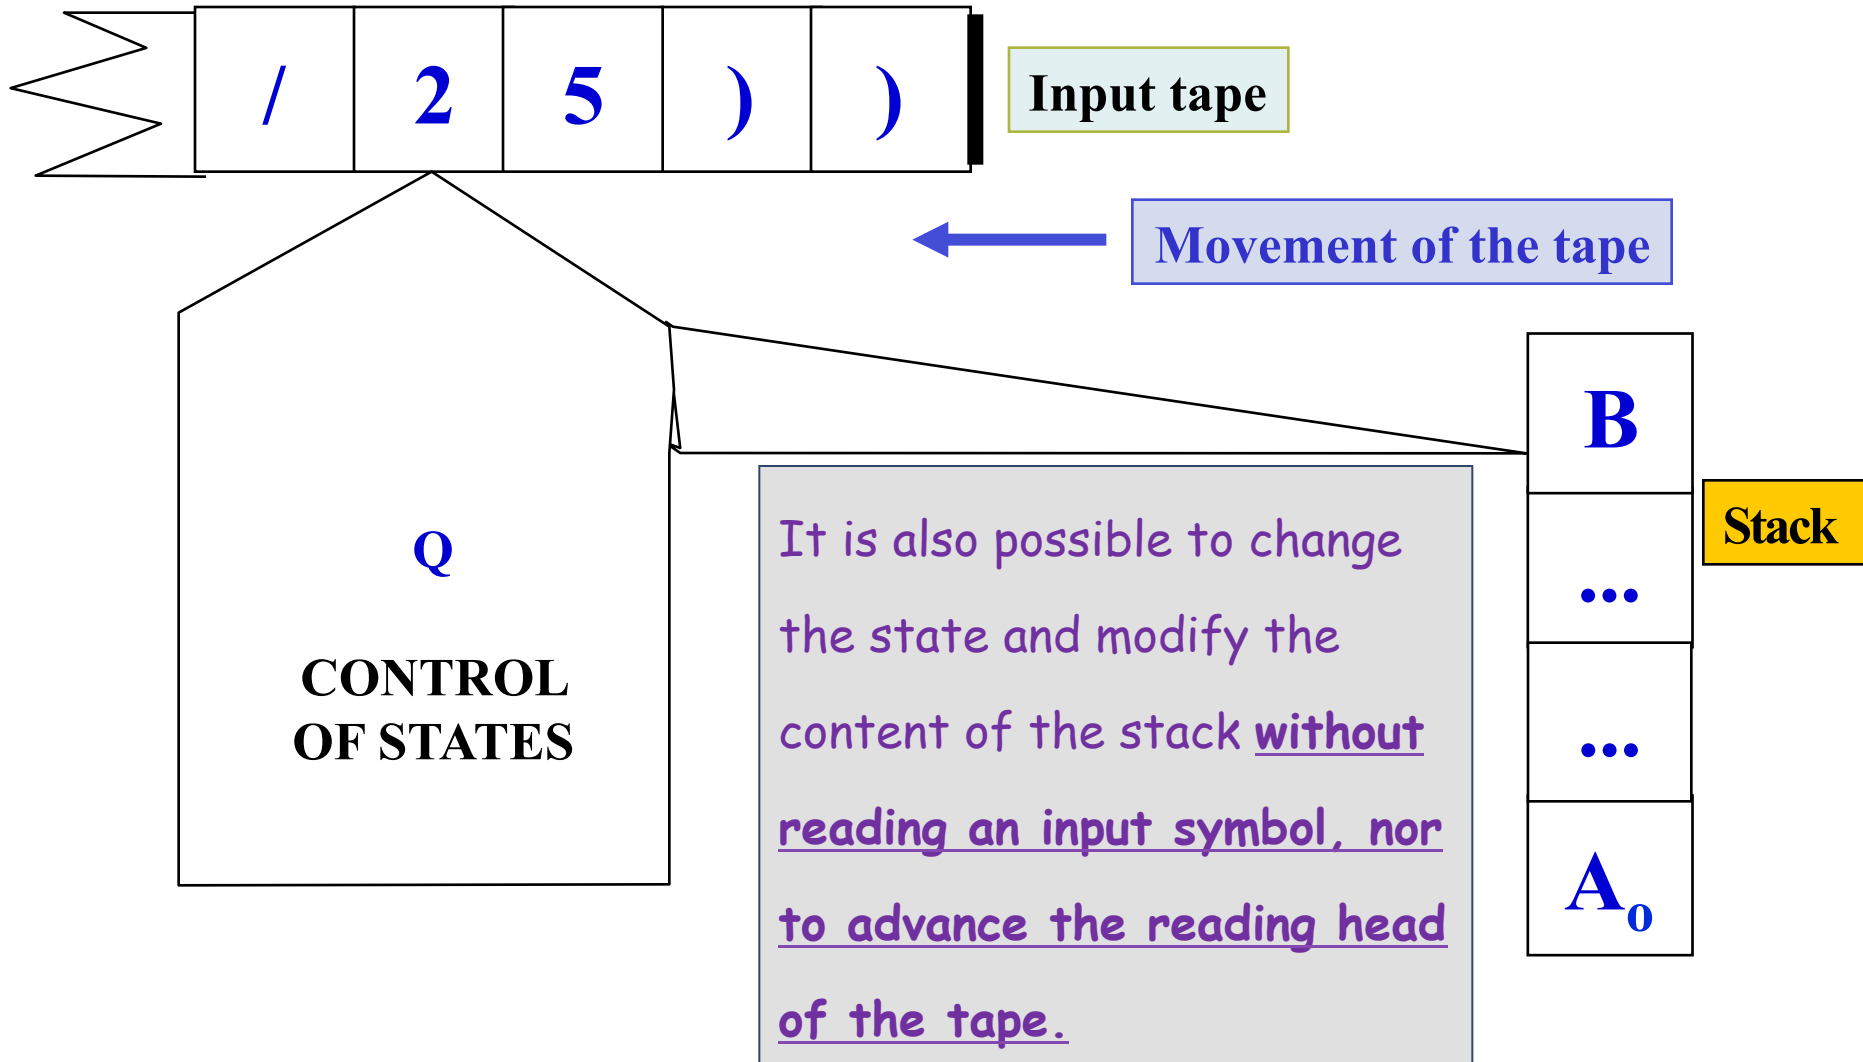 / 2 5 ) )
Input tape
Movement of the tape
B
Stack
...
...
A₀
Q
CONTROL
OF STATES
It is also possible to change
the state and modify the
content of the stack without
reading an input symbol, nor
to advance the reading head
of the tape.